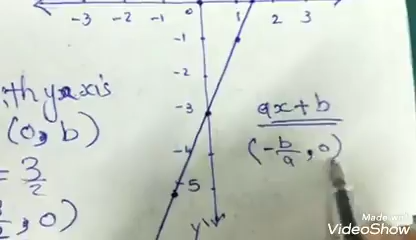 -3 -2 -1 0 1 2 3
-1
-2
-3
-4
-5
y'
ith y axis
(0, b)
= 3/2
, 0)
ax + b
(-b/a, 0)
Made with
VideoShow